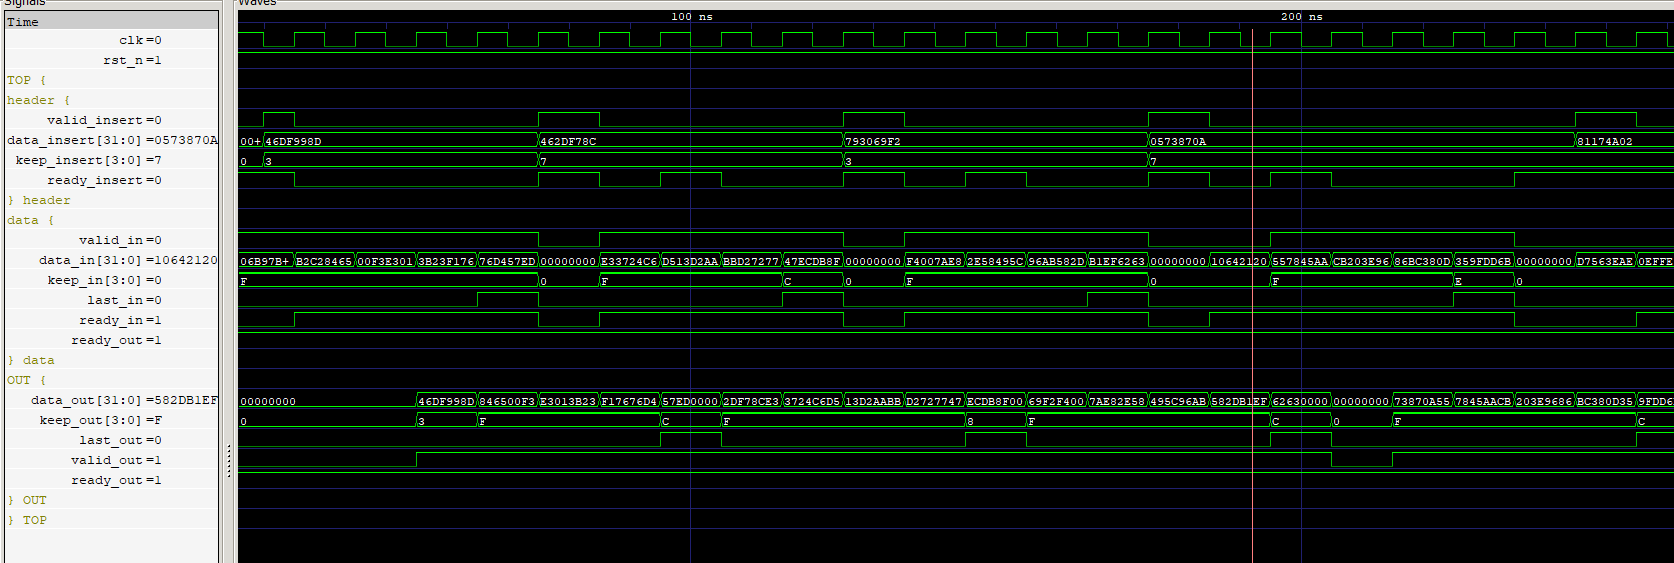 Signals
Waves
Time
100 ns 200 ns
clk=0
rst_n=1
TOP {
header {
valid_insert=0
data_insert[31:0]=0573870A 00+ 46DF998D 462DF78C 793069F2 0573870A 81174A02
keep_insert[3:0]=7 0 3 7 3 7
ready_insert=0
} header
data {
valid_in=0
data_in[31:0]=10642120 06B97B+ B2C28465 00F3E301 3B23F176 76D457ED 00000000 E33724C6 D513D2AA BBD27277 47ECDB8F 00000000 F4007AE8 2E58495C 96AB582D B1EF6263 00000000 10642120 557845AA CB203E96 86BC380D 359FDD6B 00000000 D7563EAE 0EFFE
keep_in[3:0]=0 F 0 F C 0 F 0 F E 0
last_in=0
ready_in=1
ready_out=1
} data
OUT {
data_out[31:0]=582DB1EF 00000000 46DF998D 846500F3 E3013B23 F17676D4 57ED0000 2DF78CE3 3724C6D5 13D2AABB D2727747 ECDB8F00 69F2F400 7AE82E58 495C96AB 582DB1EF 62630000 00000000 73870A55 7845AACB 203E9686 BC380D35 9FDD6
keep_out[3:0]=F 0 3 F C F 8 F C 0 F C
last_out=0
valid_out=1
ready_out=1
} OUT
} TOP